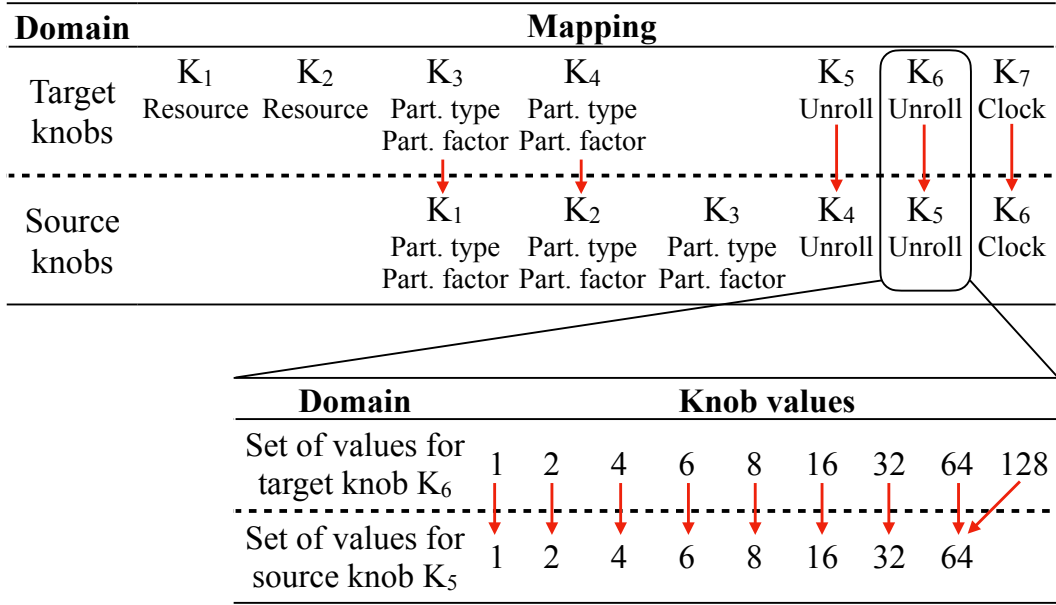 Domain Mapping
K₁ K₂ K₃ K₄ K₅ K₆ K₇
Target knobs
Resource Resource Part. type Part. type Unroll Unroll Clock
Part. factor Part. factor
Source knobs
K₁ K₂ K₃ K₄ K₅ K₆
Part. type Part. type Part. type Unroll Unroll Clock
Part. factor Part. factor Part. factor
Domain Knob values
Set of values for
target knob K₆
1 2 4 6 8 16 32 64 128
Set of values for
source knob K₅
1 2 4 6 8 16 32 64